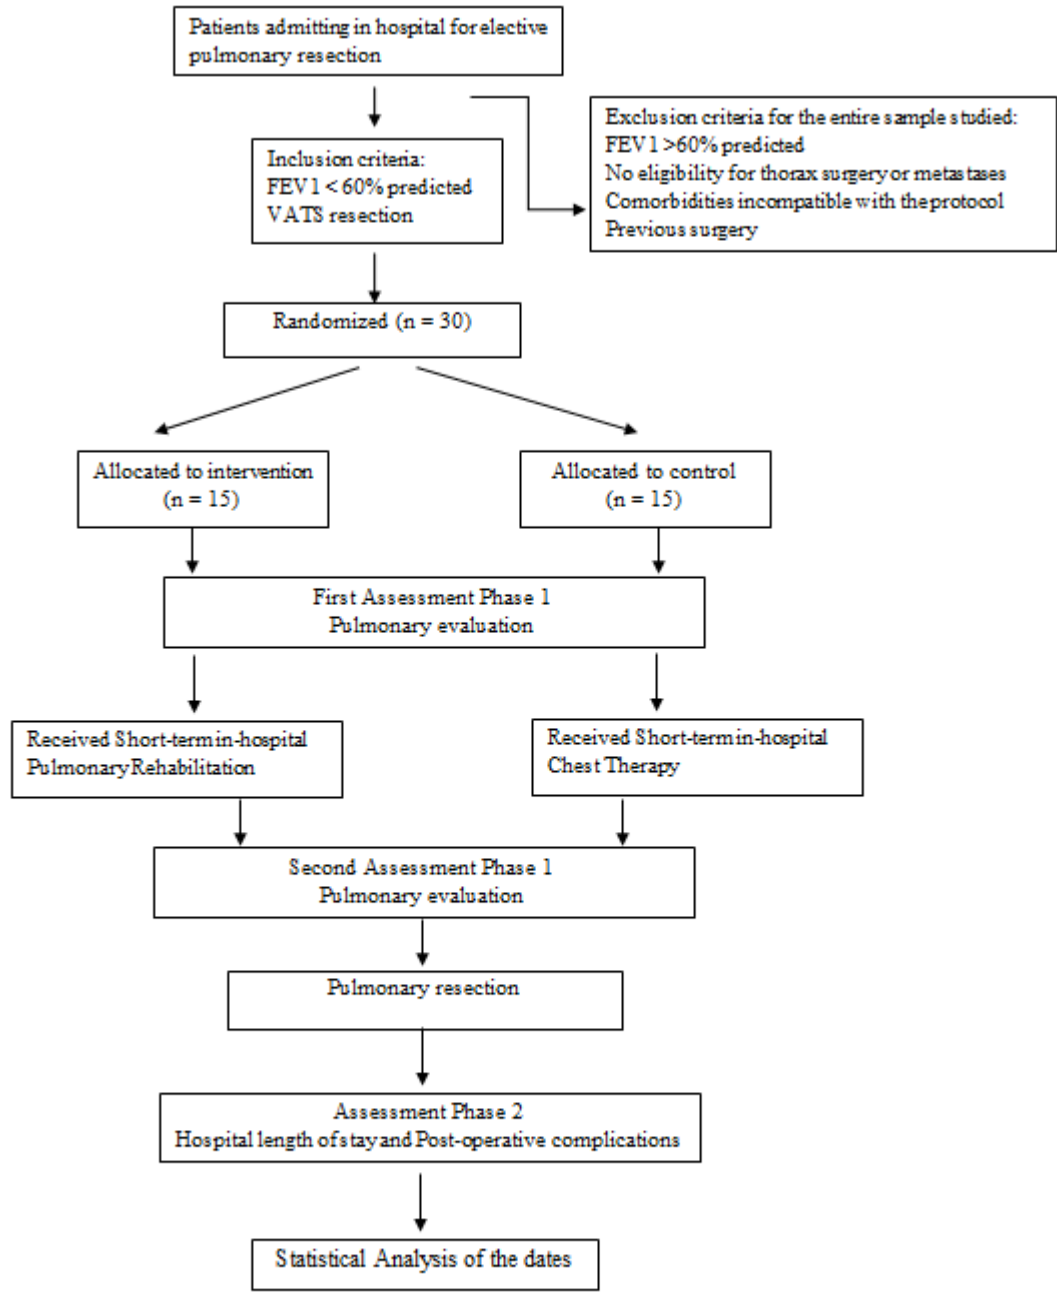 Patients admitting in hospital for elective
pulmonary resection
Exclusion criteria for the entire sample studied:
FEV1 >60% predicted
No eligibility for thorax surgery or metastases
Comorbidities incompatible with the protocol
Previous surgery
Inclusion criteria:
FEV1 < 60% predicted
VATS resection
Randomized (n = 30)
Allocated to intervention
(n = 15)
Allocated to control
(n = 15)
First Assessment Phase 1
Pulmonary evaluation
Received Short-term in-hospital
Pulmonary Rehabilitation
Received Short-term in-hospital
Chest Therapy
Second Assessment Phase 1
Pulmonary evaluation
Pulmonary resection
Assessment Phase 2
Hospital length of stay and Post-operative complications
Statistical Analysis of the dates